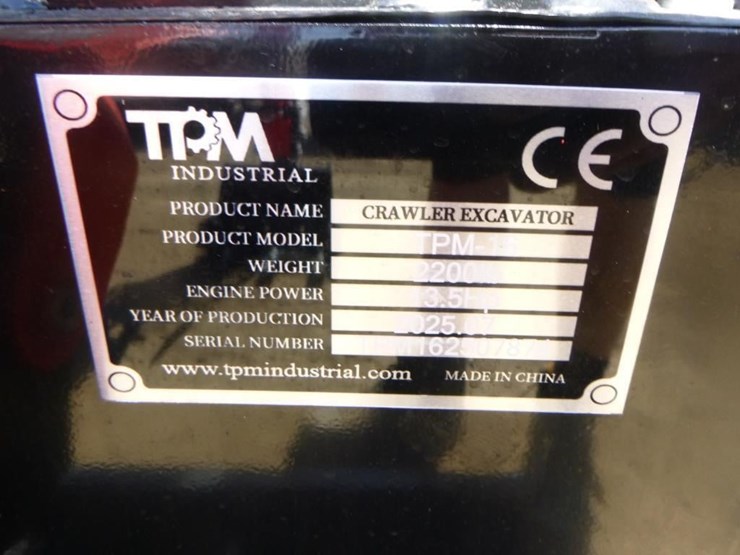 TPM
INDUSTRIAL
CE
PRODUCT NAME CRAWLER EXCAVATOR
PRODUCT MODEL
WEIGHT
ENGINE POWER
YEAR OF PRODUCTION
SERIAL NUMBER
www.tpmindustrial.com MADE IN CHINA